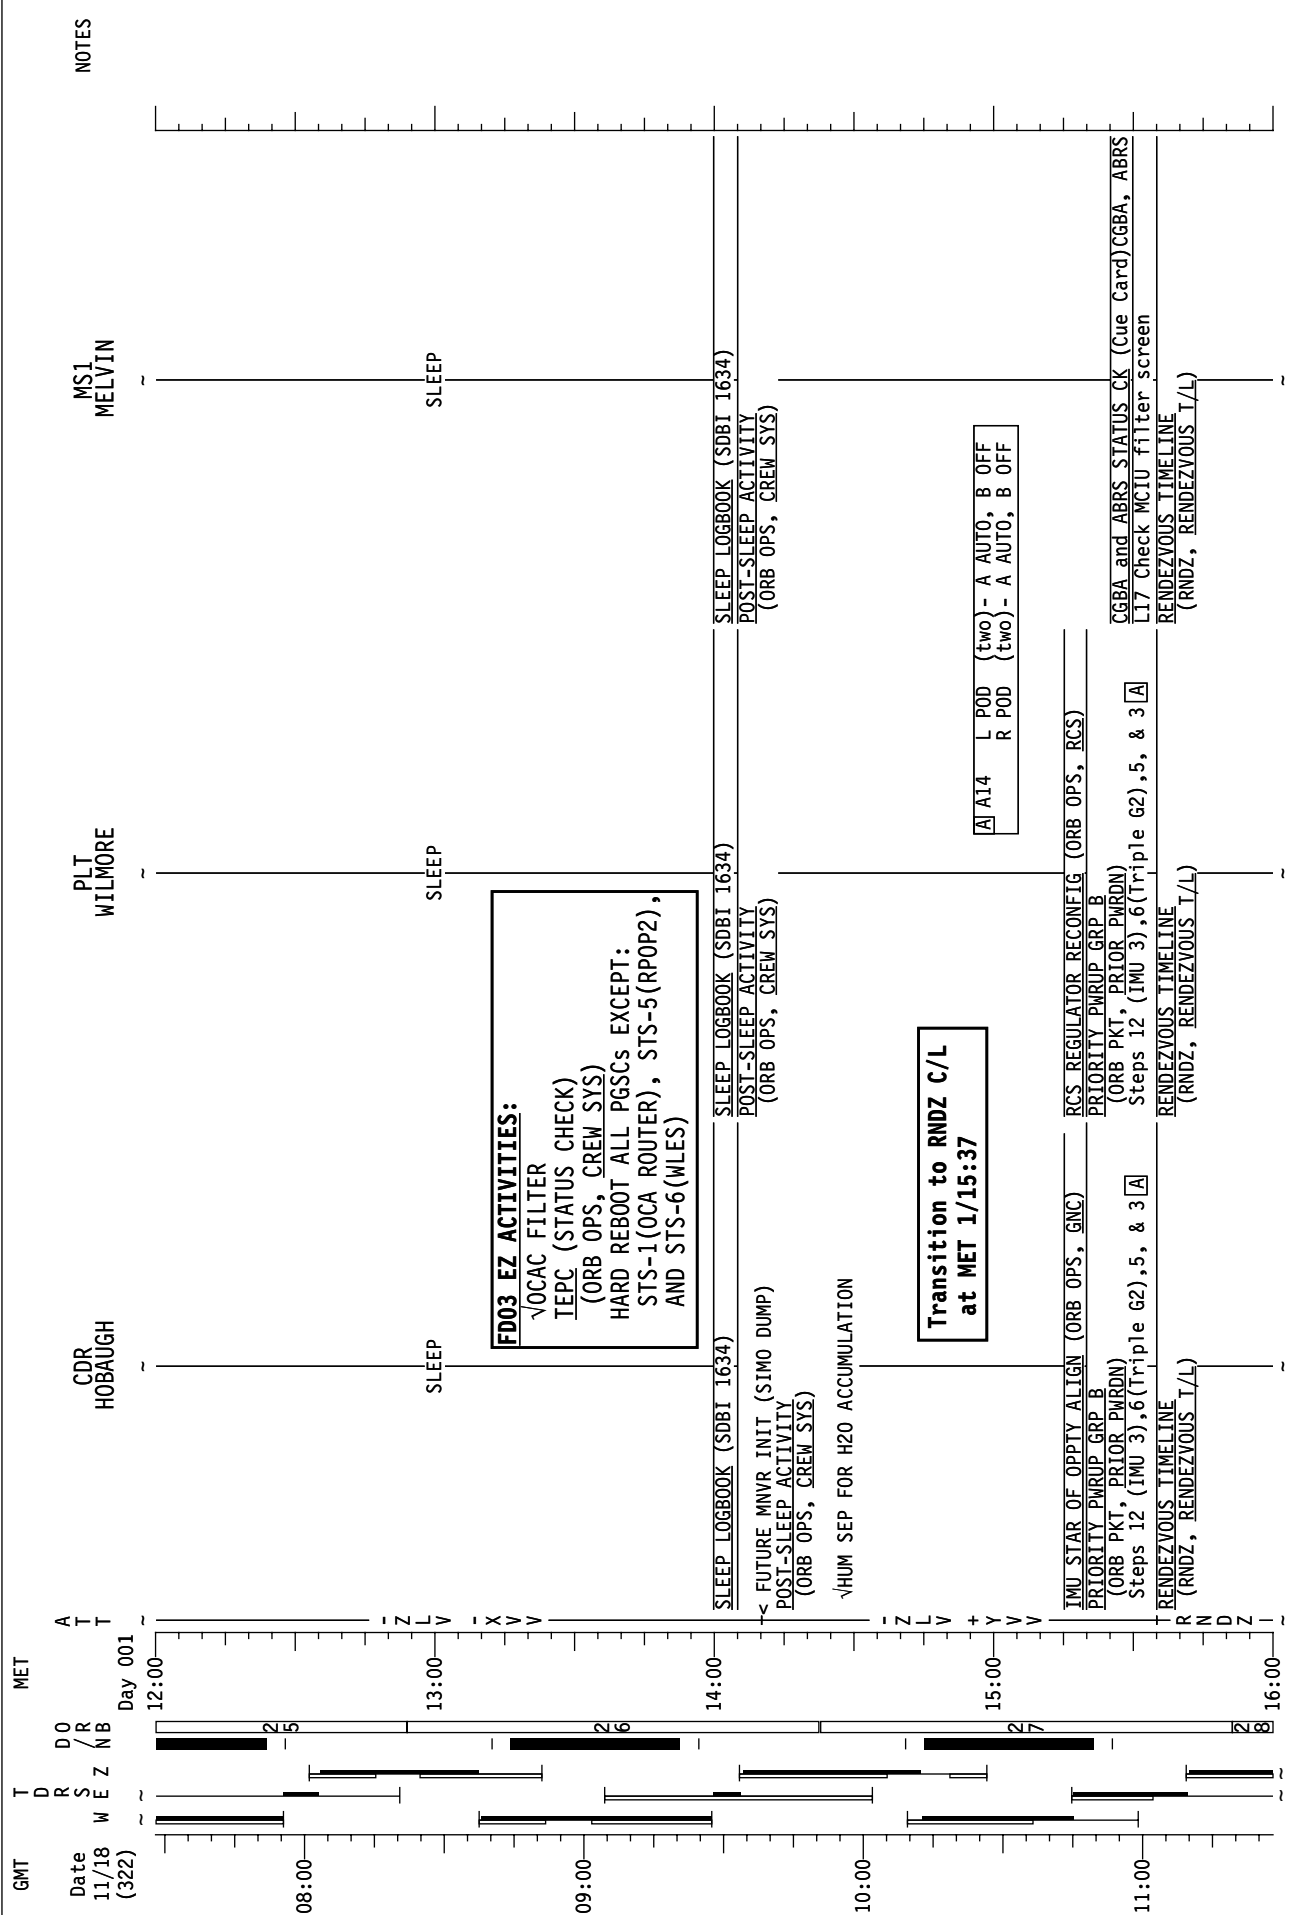 GMT
Date
11/18
(322)
08:00
09:00
10:00
11:00
T
D
R
S
W E Z
~ ~
~ ~
D O
/ R
N B
2
5
2
6
2
7
2
8
MET
Day 001
12:00
13:00
14:00
15:00
16:00
A
T
T
~
-
Z
L
V
-
X
V
V
<
-
Z
L
V
+
Y
V
V
-
R
N
D
Z
~
CDR
HOBAUGH
~
SLEEP
SLEEP LOGBOOK (SDBI 1634)
FUTURE MNVR INIT (SIMO DUMP)
POST-SLEEP ACTIVITY
(ORB OPS, CREW SYS)
√HUM SEP FOR H2O ACCUMULATION
IMU STAR OF OPPTY ALIGN (ORB OPS, GNC)
PRIORITY PWRUP GRP B
(ORB PKT, PRIOR PWRDN)
Steps 12 (IMU 3),6(Triple G2),5, & 3 A
RENDEZVOUS TIMELINE
(RNDZ, RENDEZVOUS T/L)
~
FD03 EZ ACTIVITIES:
√OCAC FILTER
TEPC (STATUS CHECK)
(ORB OPS, CREW SYS)
HARD REBOOT ALL PGSCs EXCEPT:
STS-1(OCA ROUTER), STS-5(RPOP2),
AND STS-6(WLES)
Transition to RNDZ C/L
at MET 1/15:37
PLT
WILMORE
~
SLEEP
SLEEP LOGBOOK (SDBI 1634)
POST-SLEEP ACTIVITY
(ORB OPS, CREW SYS)
A A14 L POD (two)- A AUTO, B OFF
R POD (two)- A AUTO, B OFF
RCS REGULATOR RECONFIG (ORB OPS, RCS)
PRIORITY PWRUP GRP B
(ORB PKT, PRIOR PWRDN)
Steps 12 (IMU 3),6(Triple G2),5, & 3 A
RENDEZVOUS TIMELINE
(RNDZ, RENDEZVOUS T/L)
~
MS1
MELVIN
~
SLEEP
SLEEP LOGBOOK (SDBI 1634)
POST-SLEEP ACTIVITY
(ORB OPS, CREW SYS)
CGBA and ABRS STATUS CK (Cue Card)CGBA, ABRS
L17 Check MCIU filter screen
RENDEZVOUS TIMELINE
(RNDZ, RENDEZVOUS T/L)
~
NOTES